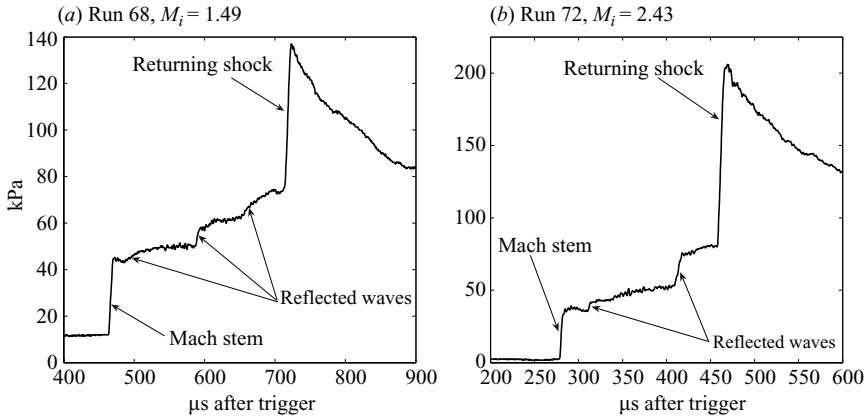 (a) Run 68, M_i = 1.49
140
120
100
80
60
40
20
0
kPa
Returning shock
Reflected waves
Mach stem
400 500 600 700 800 900
µs after trigger
(b) Run 72, M_i = 2.43
200
150
100
50
0
Returning shock
Mach stem
Reflected waves
200 250 300 350 400 450 500 550 600
µs after trigger